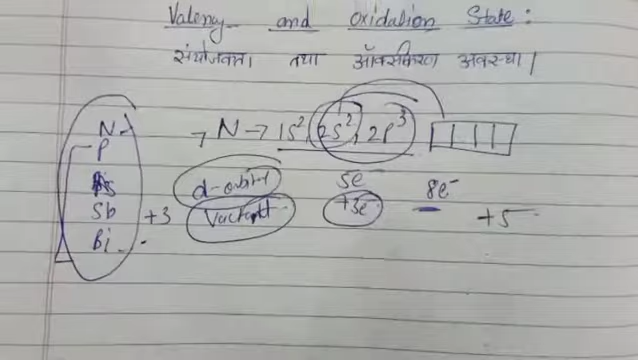 Valency and Oxidation State:
संयोजकता तथा ऑक्सीकरण अवस्था।
N
→ N → 1S², 2S², 2P³
P
As d-orbital 5e⁻
Sb +3 Vacant +3e⁻ 8e⁻ +5
Bi